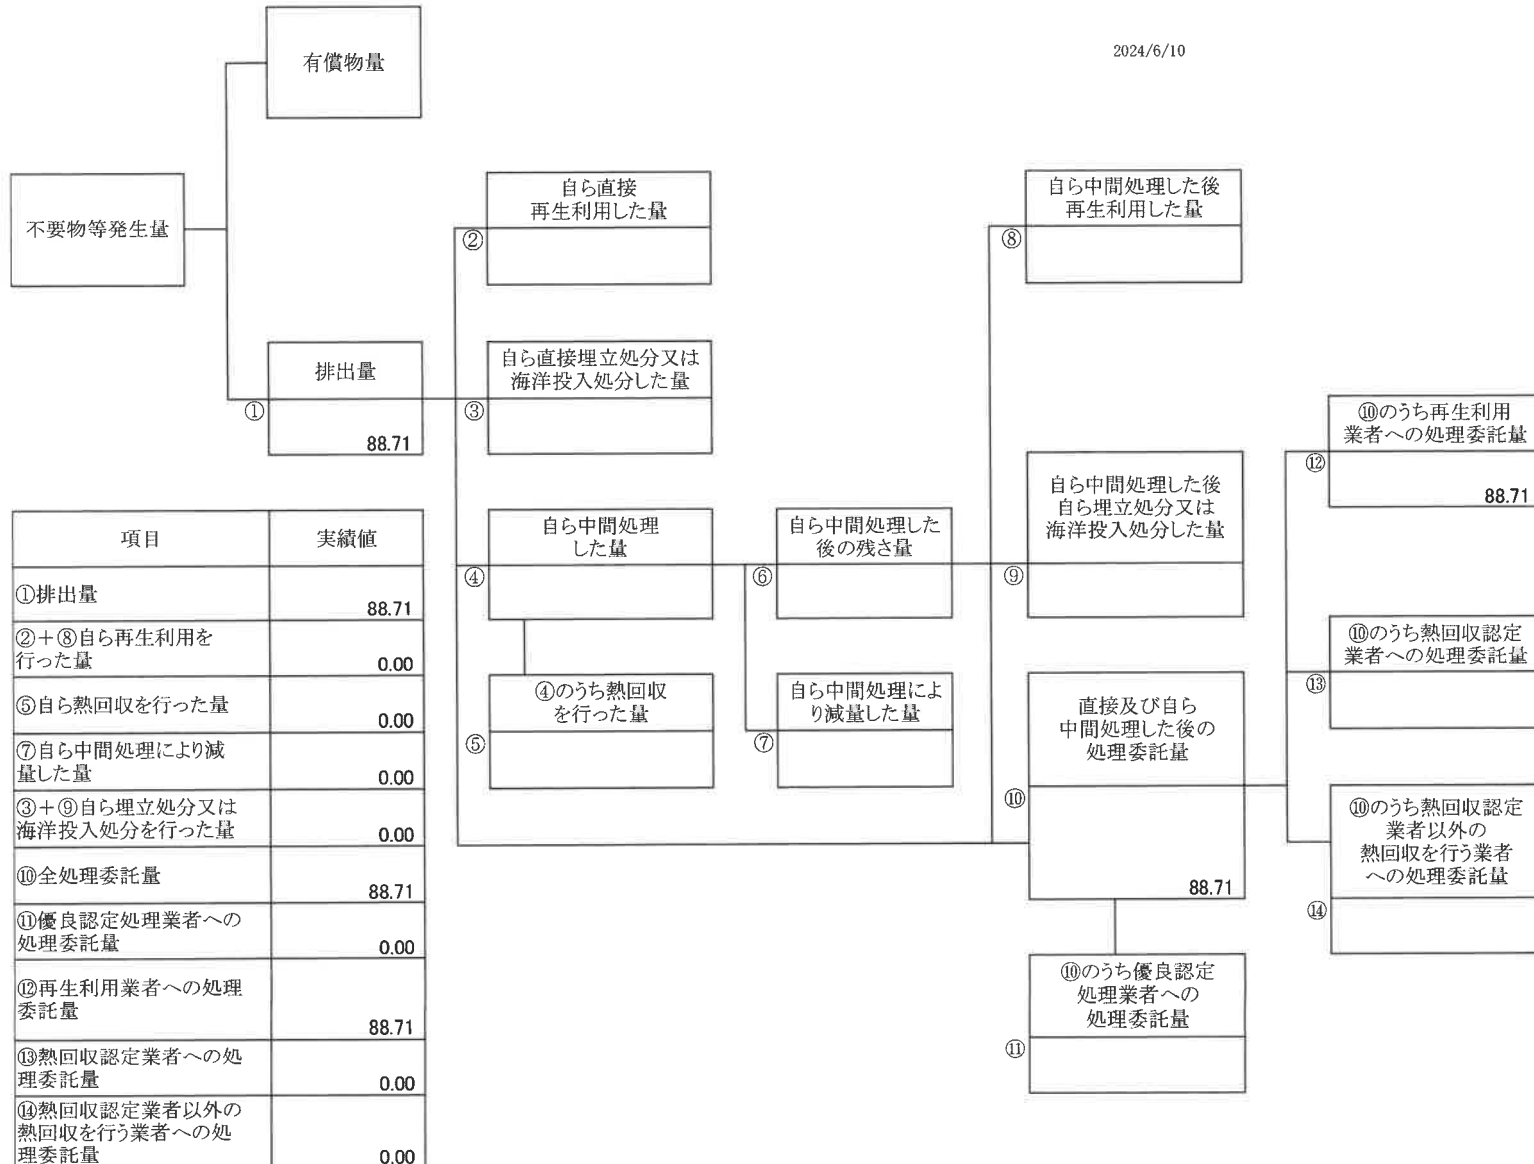 有償物量
2024/6/10
不要物等発生量
自ら直接
再生利用した量
②
自ら中間処理した後
再生利用した量
⑧
排出量
①
88.71
自ら直接埋立処分又は
海洋投入処分した量
③
⑩のうち再生利用
業者への処理委託量
⑫
88.71
自ら中間処理した後
自ら埋立処分又は
海洋投入処分した量
⑨
自ら中間処理
した量
④
自ら中間処理した
後の残さ量
⑥
⑩のうち熱回収認定
業者への処理委託量
⑬
④のうち熱回収
を行った量
⑤
自ら中間処理によ
り減量した量
⑦
直接及び自ら
中間処理した後の
処理委託量
⑩
88.71
⑩のうち熱回収認定
業者以外の
熱回収を行う業者
への処理委託量
⑭
⑩のうち優良認定
処理業者への
処理委託量
⑪
項目 実績値
①排出量
88.71
②+⑧自ら再生利用を
行った量 0.00
⑤自ら熱回収を行った量
0.00
⑦自ら中間処理により減
量した量 0.00
③+⑨自ら埋立処分又は
海洋投入処分を行った量 0.00
⑩全処理委託量
88.71
⑪優良認定処理業者への
処理委託量 0.00
⑫再生利用業者への処理
委託量
88.71
⑬熱回収認定業者への処
理委託量 0.00
⑭熱回収認定業者以外の
熱回収を行う業者への処
理委託量 0.00